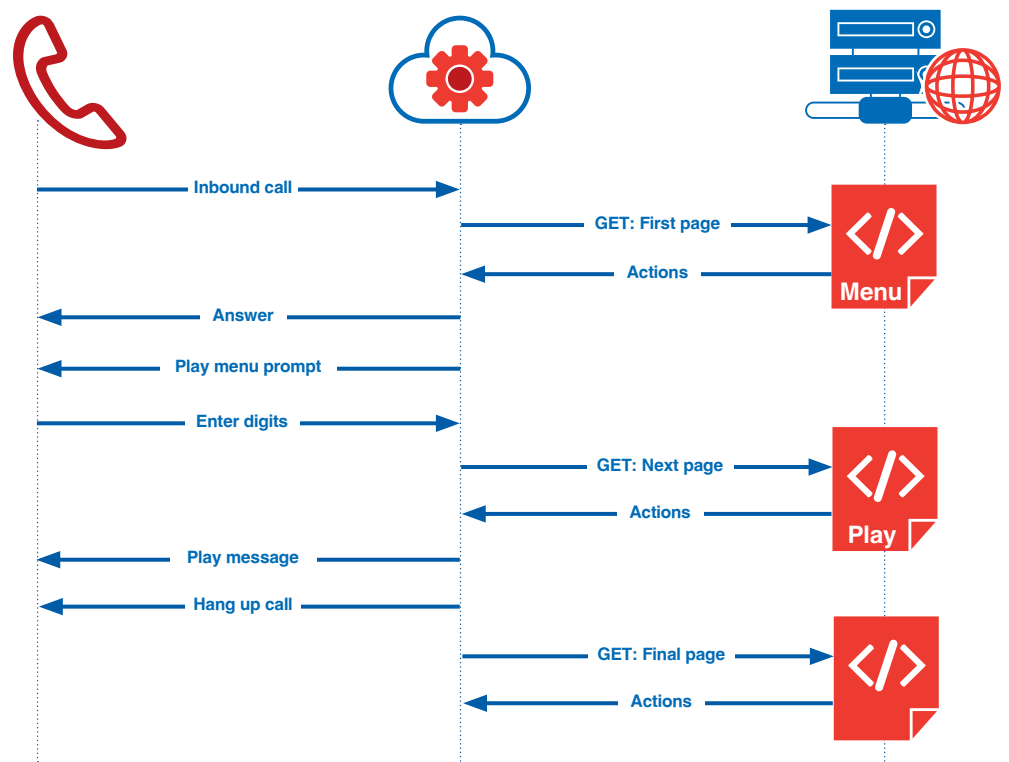 Inbound call
GET: First page
Actions
Menu
Answer
Play menu prompt
Enter digits
GET: Next page
Actions
Play
Play message
Hang up call
GET: Final page
Actions